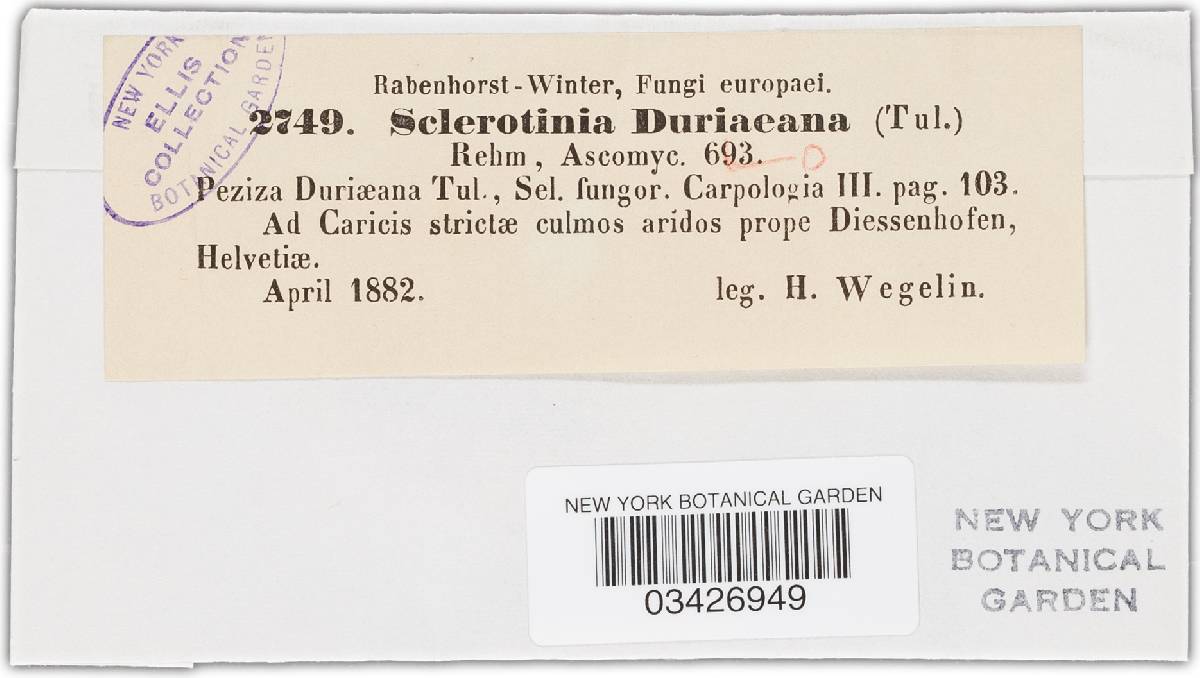 NEW YORK
ELLIS
COLLECTION
BOTANICAL GARDEN
Rabenhorst-Winter, Fungi europaei.
2749. Sclerotinia Duriaeana (Tul.)
Rehm, Ascomyc. 693.
Peziza Duriæana Tul., Sel. fungor. Carpologia III. pag. 103.
Ad Caricis strictæ culmos aridos prope Diessenhofen,
Helvetiæ.
April 1882. leg. H. Wegelin.
NEW YORK BOTANICAL GARDEN
03426949
NEW YORK
BOTANICAL
GARDEN